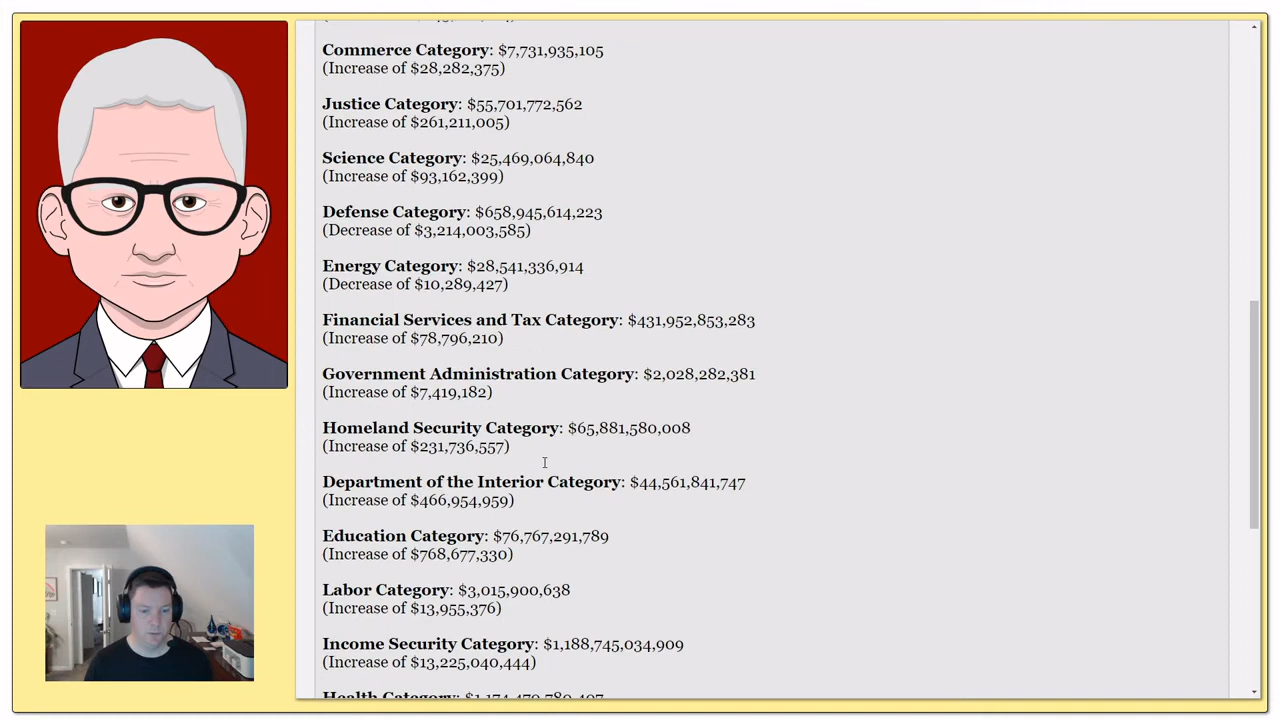 Commerce Category: $7,731,935,105
(Increase of $28,282,375)
Justice Category: $55,701,772,562
(Increase of $261,211,005)
Science Category: $25,469,064,840
(Increase of $93,162,399)
Defense Category: $658,945,614,223
(Decrease of $3,214,003,585)
Energy Category: $28,541,336,914
(Decrease of $10,289,427)
Financial Services and Tax Category: $431,952,853,283
(Increase of $78,796,210)
Government Administration Category: $2,028,282,381
(Increase of $7,419,182)
Homeland Security Category: $65,881,580,008
(Increase of $231,736,557)
Department of the Interior Category: $44,561,841,747
(Increase of $466,954,959)
Education Category: $76,767,291,789
(Increase of $768,677,330)
Labor Category: $3,015,900,638
(Increase of $13,955,376)
Income Security Category: $1,188,745,034,909
(Increase of $13,225,040,444)
Health Category: